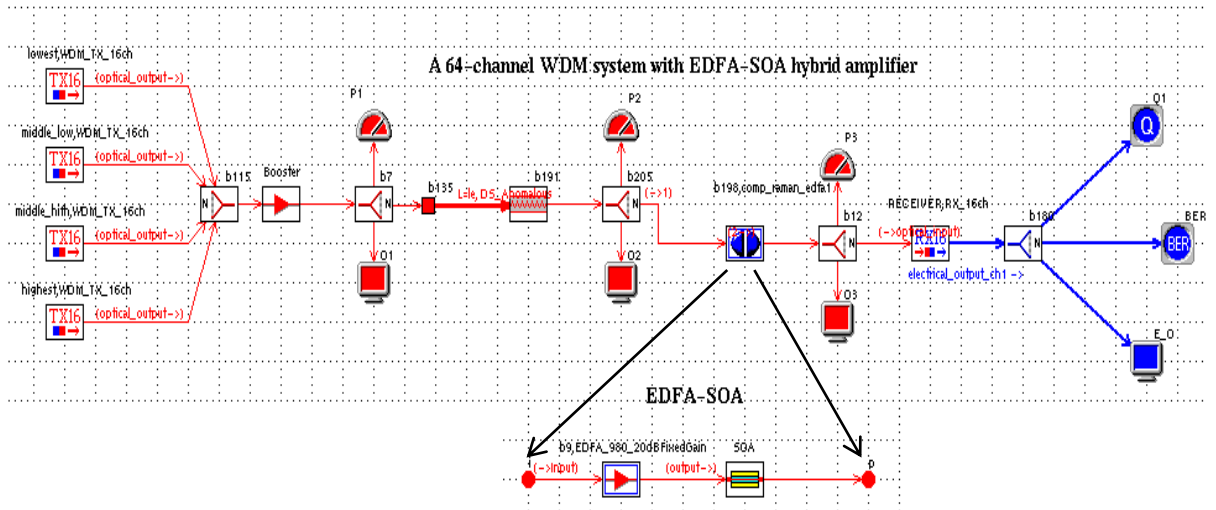 A 64-channel WDM system with EDFA-SOA hybrid amplifier
lowest,WDM_TX_16ch
TX16
(optical_output->)
middle_low,WDM_TX_16ch
TX16
(optical_output->)
middle_hifh,WDM_TX_16ch
TX16
(optical_output->)
highest,WDM_TX_16ch
TX16
(optical_output->)
b115
N
Booster
P1
b7
N
O1
b135
L=le, DS, Anomalous
b191
P2
b205
N
(->1)
O2
b198,comp_raman_edfa1
P3
b12
N
O3
RECEIVER,RX_16ch
(->optical_input)
RX16
electrical_output_ch1 ->
b180
N
Q1
Q
BER
BER
E_O
EDFA-SOA
b9,EDFA_980_20dBFixedGain
(->input)
(output->)
SOA